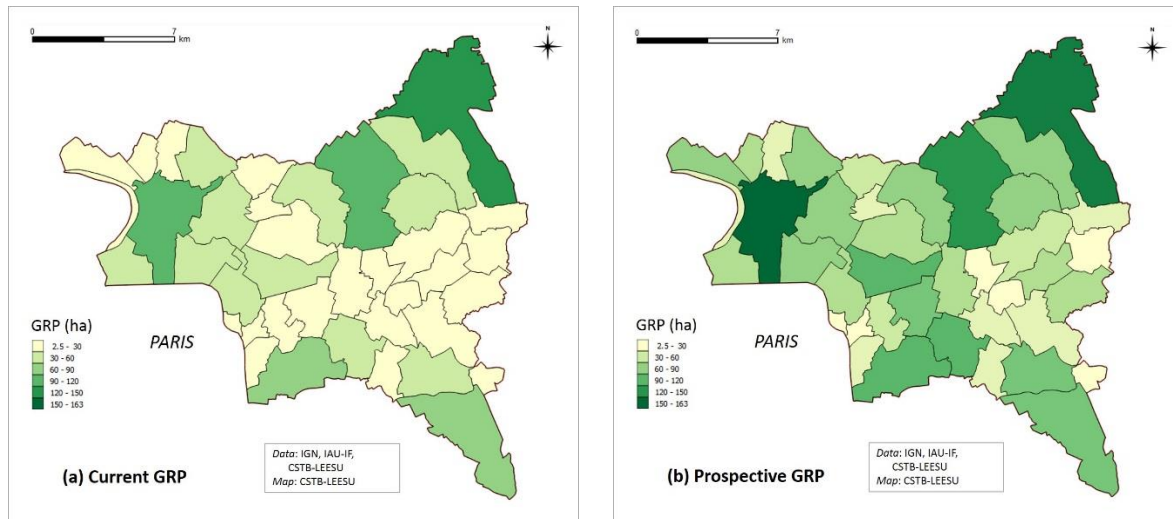 0 7
km
N
GRP (ha)
2.5 - 30
30 - 60
60 - 90
90 - 120
120 - 150
150 - 163
PARIS
(a) Current GRP
Data: IGN, IAU-IF,
CSTB-LEESU
Map: CSTB-LEESU
0 7
km
N
GRP (ha)
2.5 - 30
30 - 60
60 - 90
90 - 120
120 - 150
150 - 163
PARIS
(b) Prospective GRP
Data: IGN, IAU-IF,
CSTB-LEESU
Map: CSTB-LEESU